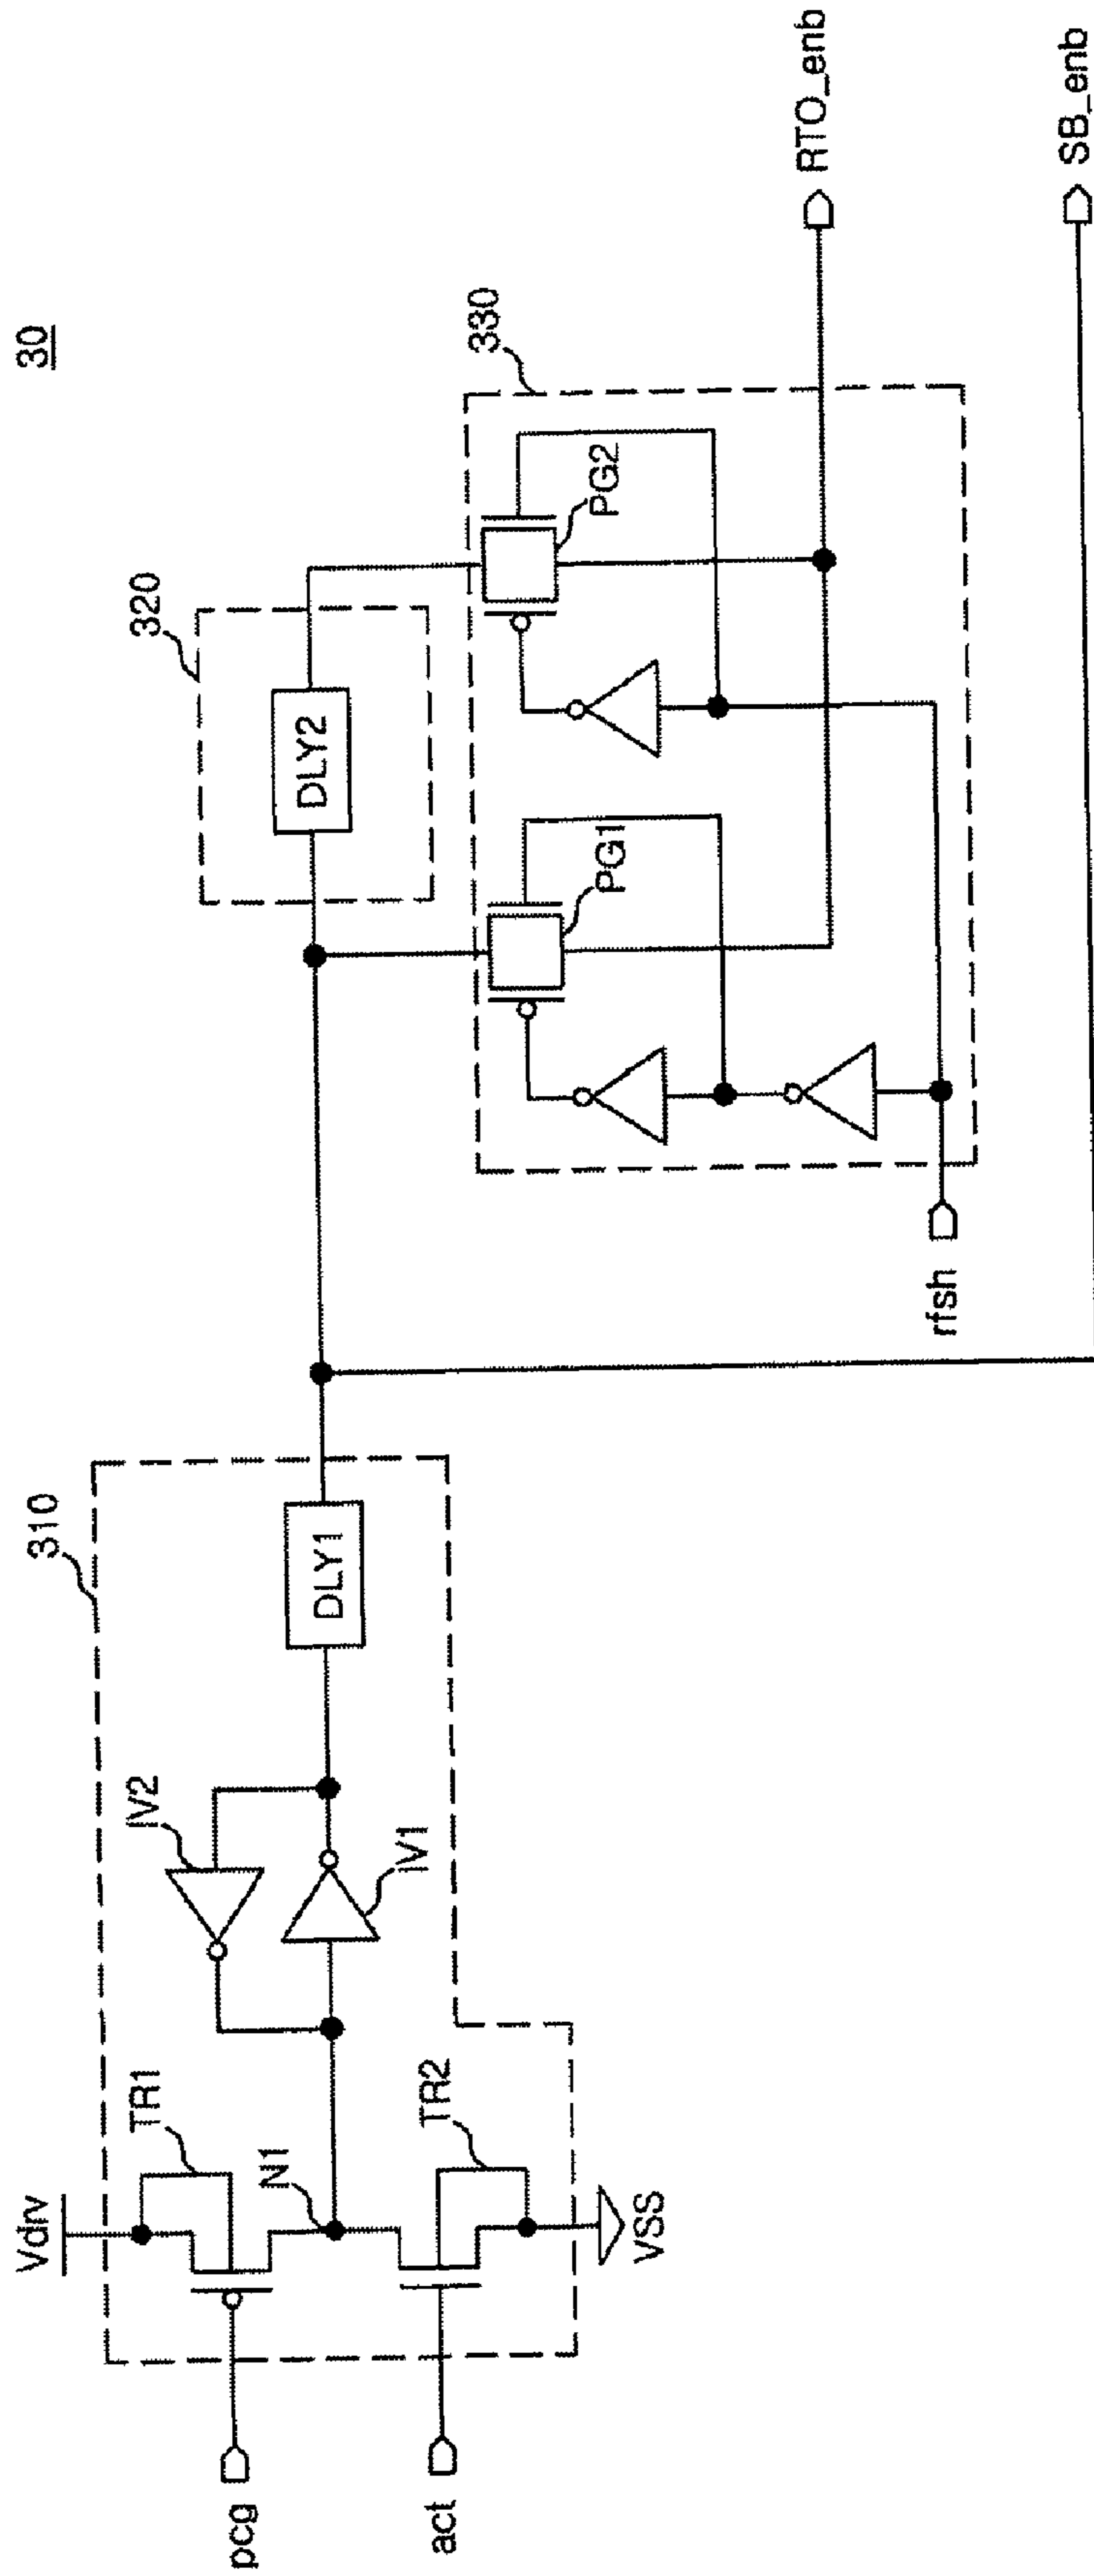 30
310
320
330
Vdrv
TR1
IV2
N1
IV1
TR2
VSS
DLY1
DLY2
PG1
PG2
pcg
act
rfsh
RTO_enb
SB_enb